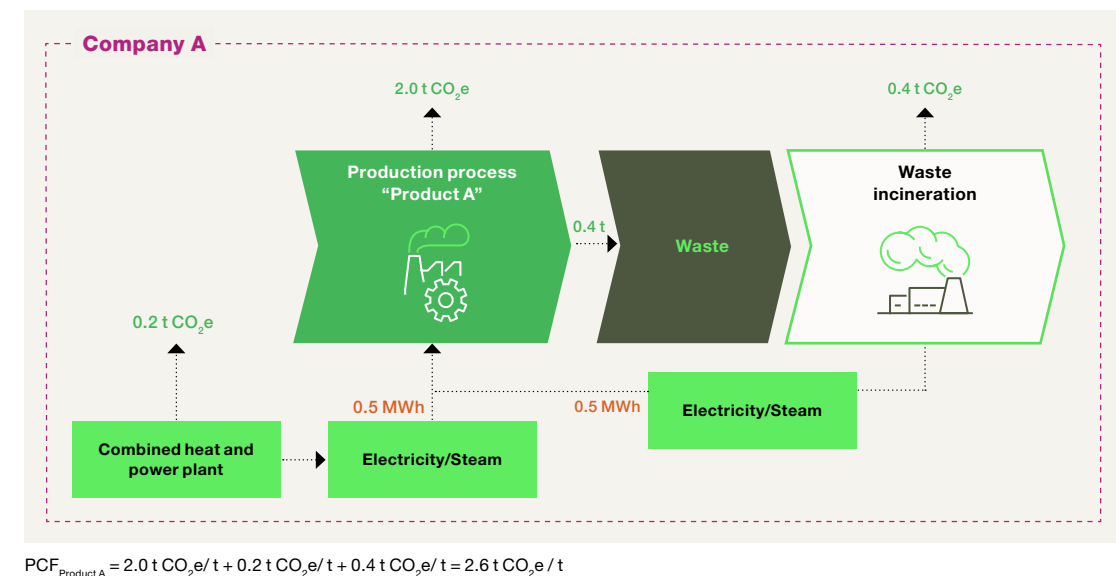 Company A
2.0 t CO₂e
0.4 t CO₂e
Production process
“Product A”
Waste
incineration
0.4 t
Waste
0.2 t CO₂e
0.5 MWh
0.5 MWh
Electricity/Steam
Combined heat and
power plant
Electricity/Steam
PCF Product A = 2.0 t CO₂e/ t + 0.2 t CO₂e/ t + 0.4 t CO₂e/ t = 2.6 t CO₂e / t